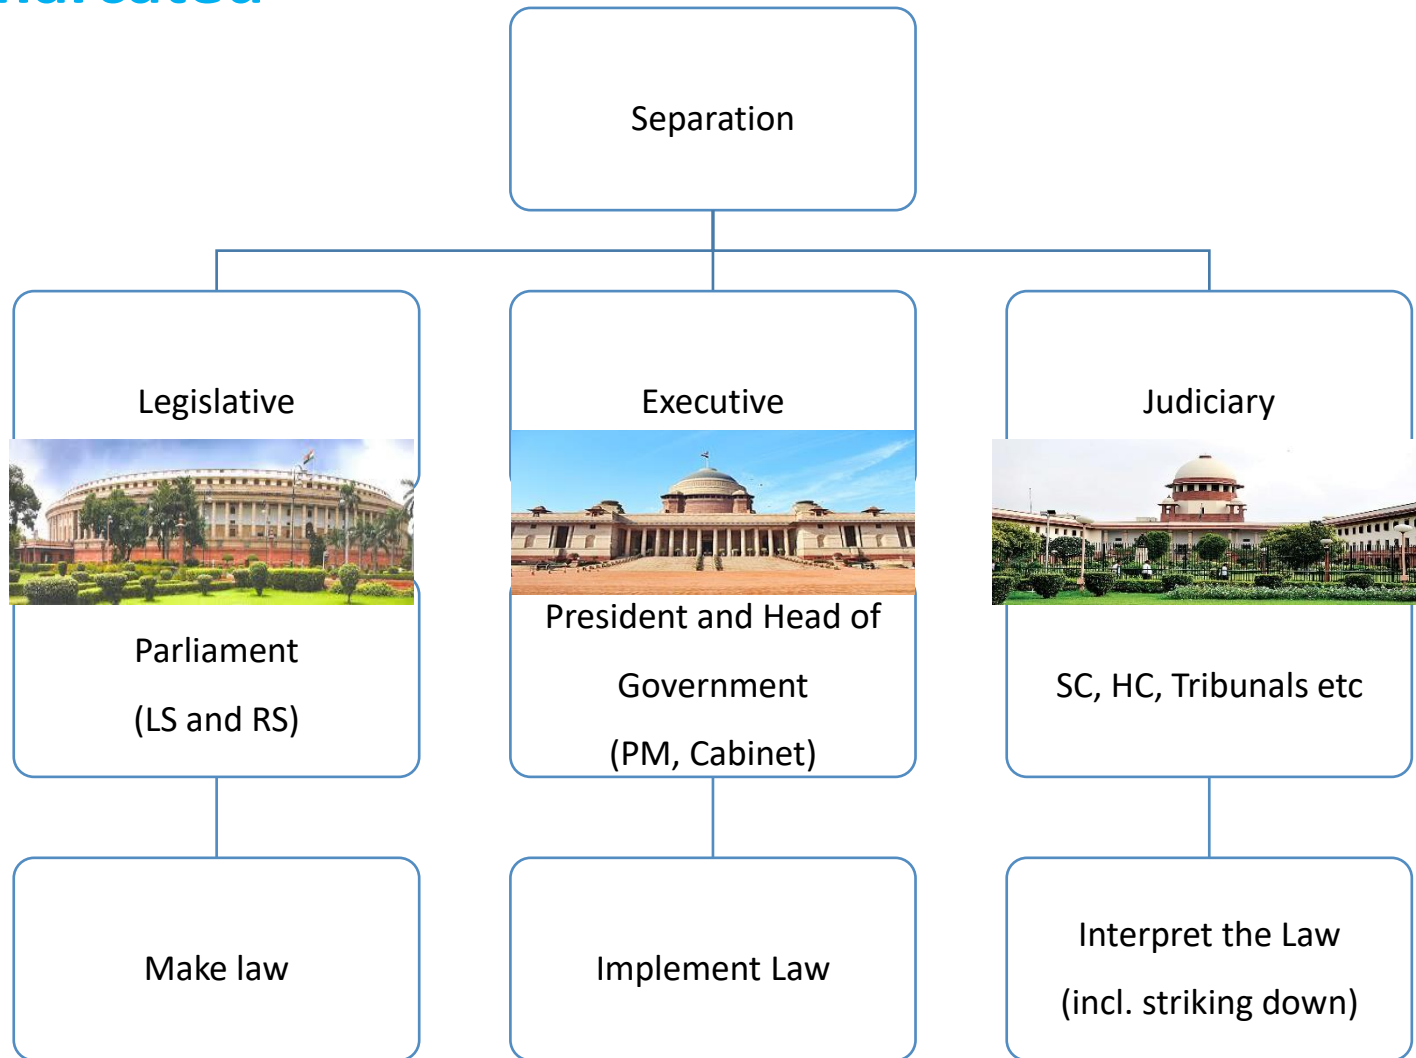 Separation
Legislative
Executive
Judiciary
Parliament
(LS and RS)
President and Head of
Government
(PM, Cabinet)
SC, HC, Tribunals etc
Make law
Implement Law
Interpret the Law
(incl. striking down)